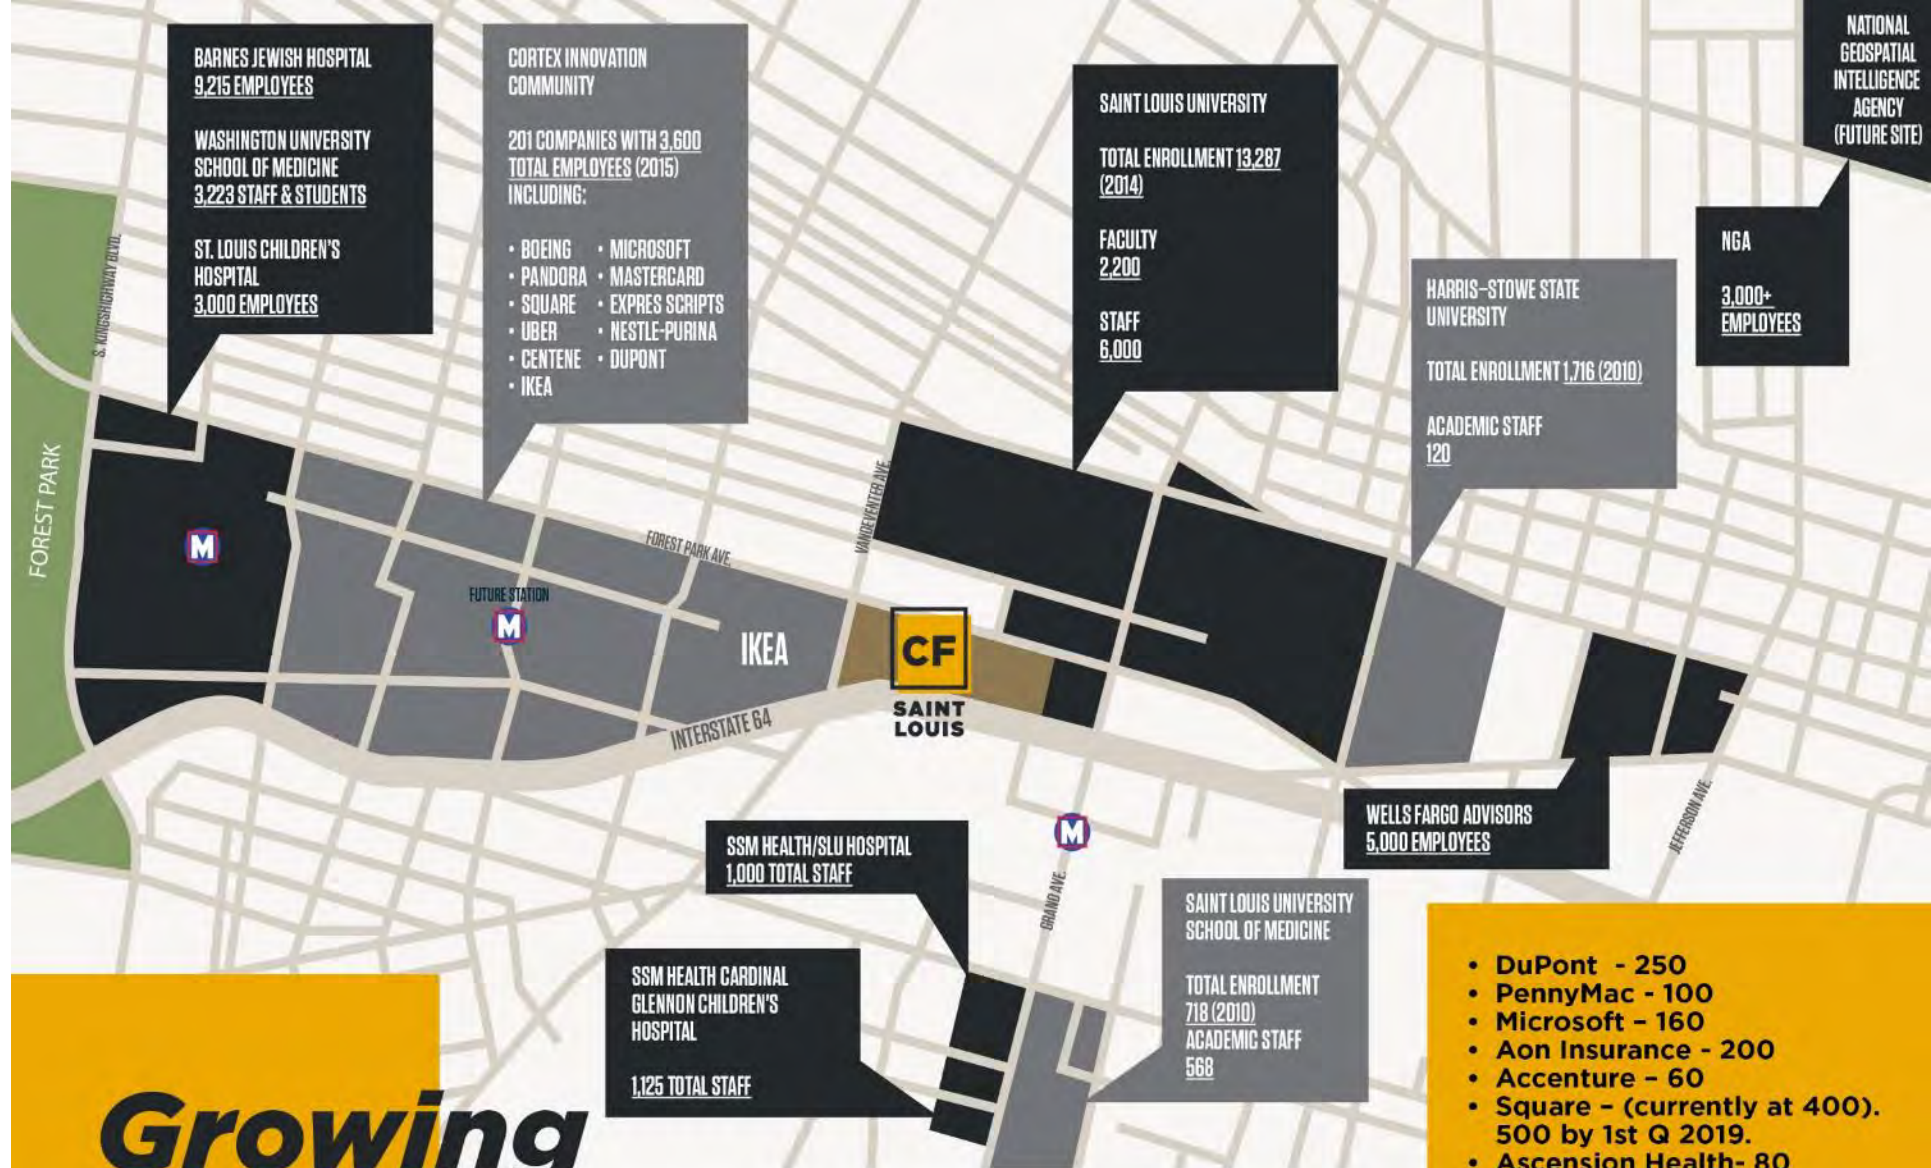 BARNES JEWISH HOSPITAL
9,215 EMPLOYEES
WASHINGTON UNIVERSITY
SCHOOL OF MEDICINE
3,223 STAFF & STUDENTS
ST. LOUIS CHILDREN'S
HOSPITAL
3,000 EMPLOYEES
CORTEX INNOVATION
COMMUNITY
201 COMPANIES WITH 3,600
TOTAL EMPLOYEES (2015)
INCLUDING:
• BOEING
• PANDORA
• SQUARE
• UBER
• CENTENE
• IKEA
• MICROSOFT
• MASTERCARD
• EXPRES SCRIPTS
• NESTLE-PURINA
• DUPONT
SAINT LOUIS UNIVERSITY
TOTAL ENROLLMENT 13,287
(2014)
FACULTY
2,200
STAFF
6,000
HARRIS-STOWE STATE
UNIVERSITY
TOTAL ENROLLMENT 1,716 (2010)
ACADEMIC STAFF
120
NATIONAL
GEOSPATIAL
INTELLIGENCE
AGENCY
(FUTURE SITE)
NGA
3,000+
EMPLOYEES
S. KINGSHIGHWAY BLVD.
FOREST PARK
M
FUTURE STATION
M
FOREST PARK AVE.
VANDEVENTER AVE.
IKEA
CF
SAINT
LOUIS
INTERSTATE 64
M
GRAND AVE.
JEFFERSON AVE.
WELLS FARGO ADVISORS
5,000 EMPLOYEES
SSM HEALTH/SLU HOSPITAL
1,000 TOTAL STAFF
SSM HEALTH CARDINAL
GLENNON CHILDREN'S
HOSPITAL
1,125 TOTAL STAFF
SAINT LOUIS UNIVERSITY
SCHOOL OF MEDICINE
TOTAL ENROLLMENT
718 (2010)
ACADEMIC STAFF
568
Growing
• DuPont - 250
• PennyMac - 100
• Microsoft – 160
• Aon Insurance - 200
• Accenture – 60
• Square – (currently at 400).
500 by 1st Q 2019.
• Ascension Health- 80